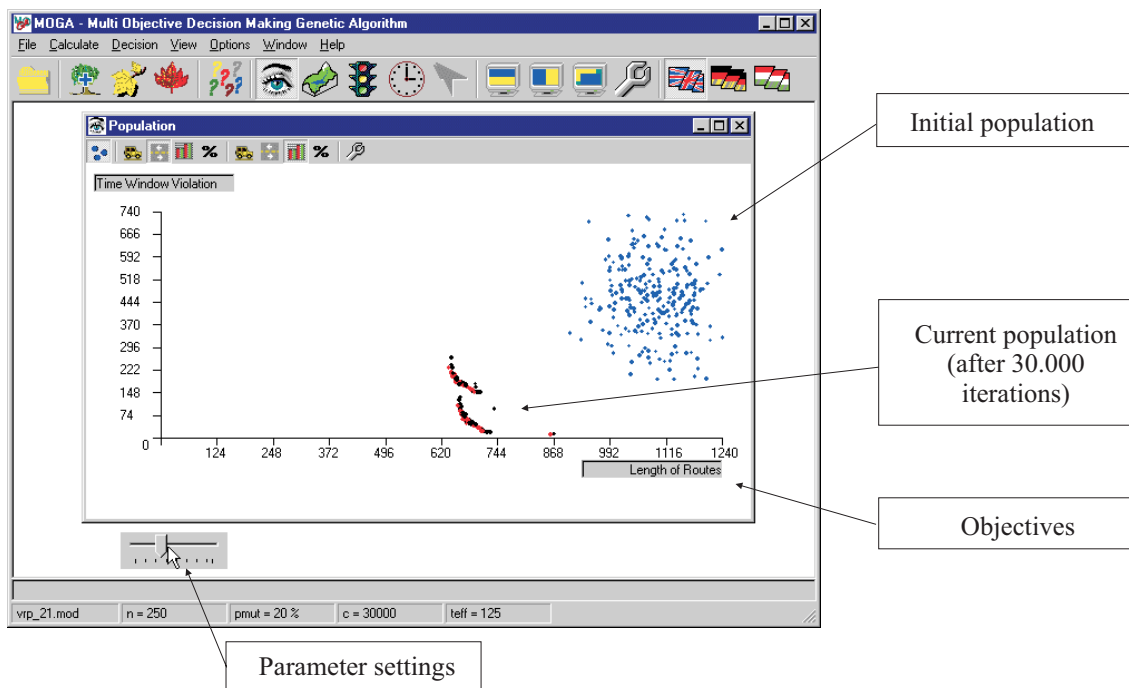 MOGA - Multi Objective Decision Making Genetic Algorithm
File Calculate Decision View Options Window Help
Population
%
%
Time Window Violation
740
666
592
518
444
370
296
222
148
74
0
124 248 372 496 620 744 868 992 1116 1240
Length of Routes
vrp_21.mod n = 250 pmut = 20 % c = 30000 teff = 125
Initial population
Current population
(after 30.000
iterations)
Objectives
Parameter settings